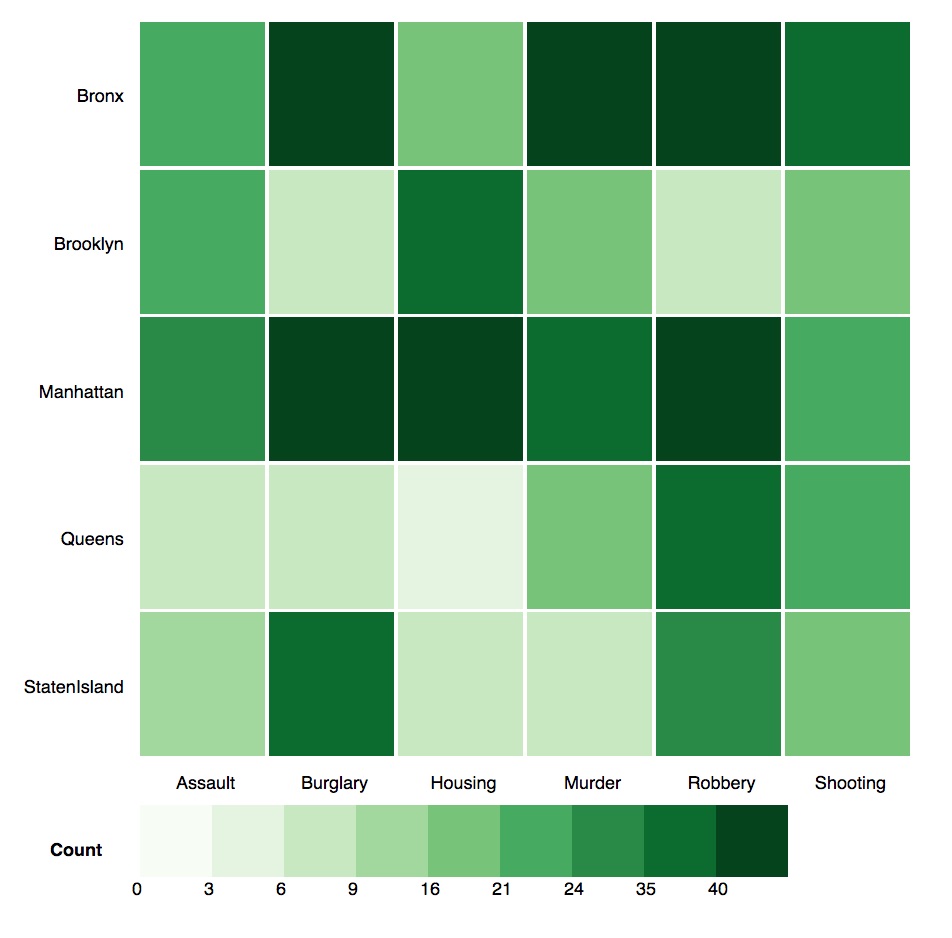 Bronx
Brooklyn
Manhattan
Queens
StatenIsland
Assault Burglary Housing Murder Robbery Shooting
Count
0 3 6 9 16 21 24 35 40